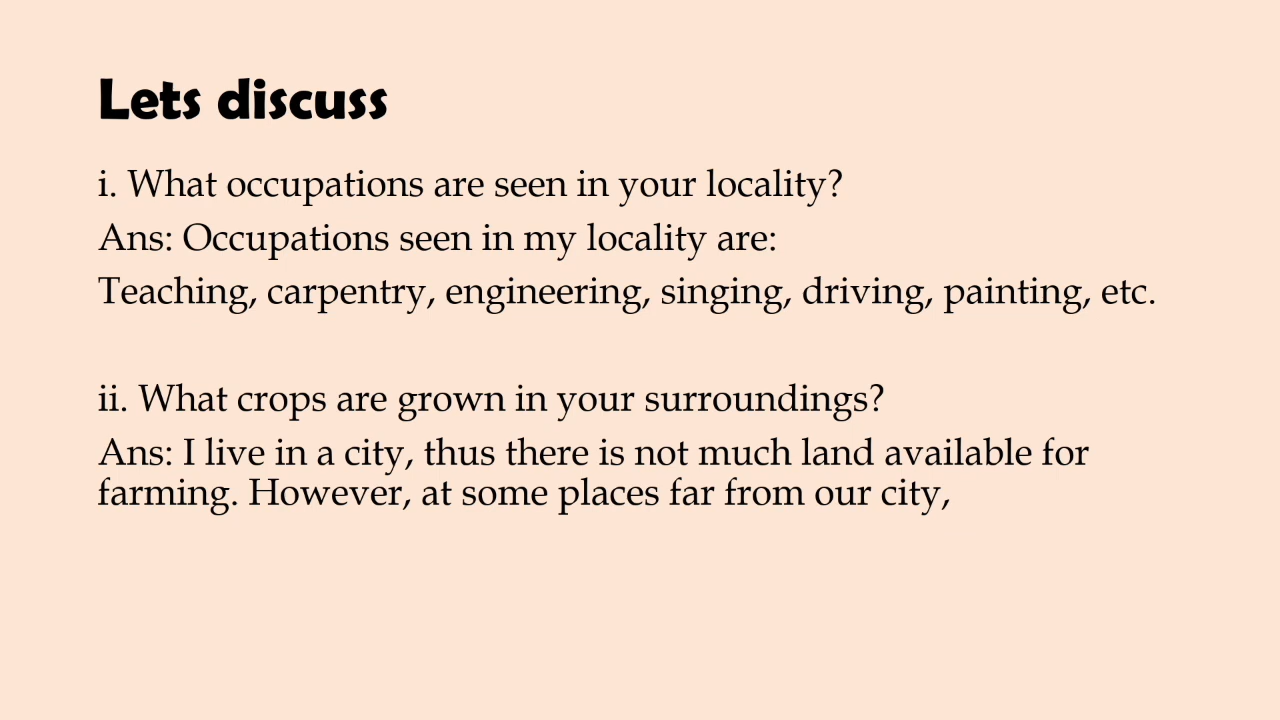 Lets discuss
i. What occupations are seen in your locality?
Ans: Occupations seen in my locality are:
Teaching, carpentry, engineering, singing, driving, painting, etc.
ii. What crops are grown in your surroundings?
Ans: I live in a city, thus there is not much land available for
farming. However, at some places far from our city,